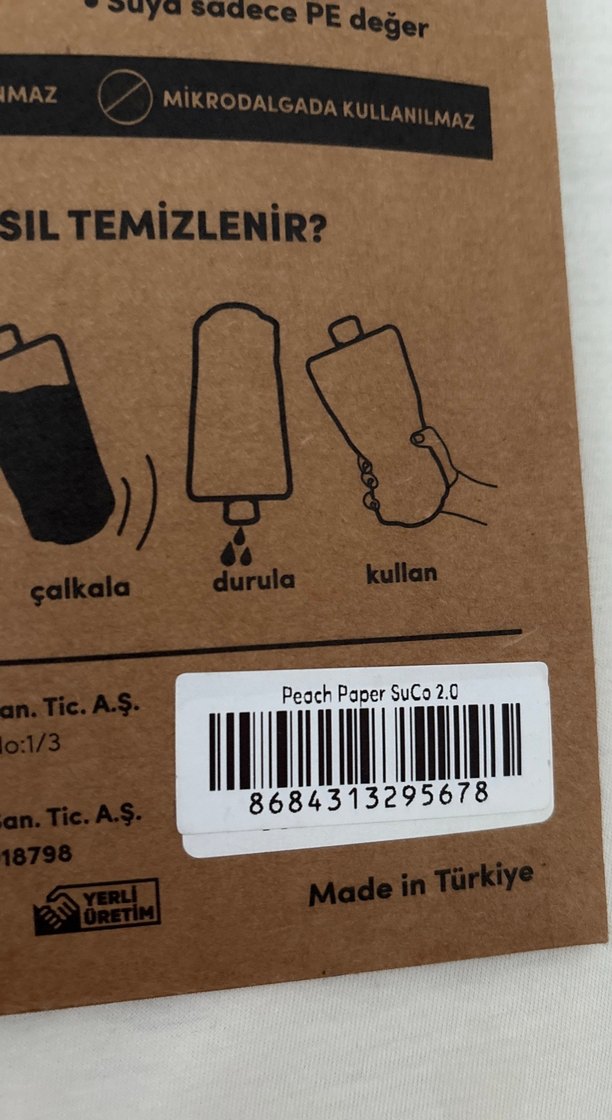 • Suya sadece PE değer
NMAZ
MİKRODALGADA KULLANILMAZ
SIL TEMİZLENİR?
çalkala
durula
kullan
an. Tic. A.Ş.
No:1/3
San. Tic. A.Ş.
18798
YERLİ
ÜRETİM
Peach Paper SuCo 2.0
8684313295678
Made in Türkiye